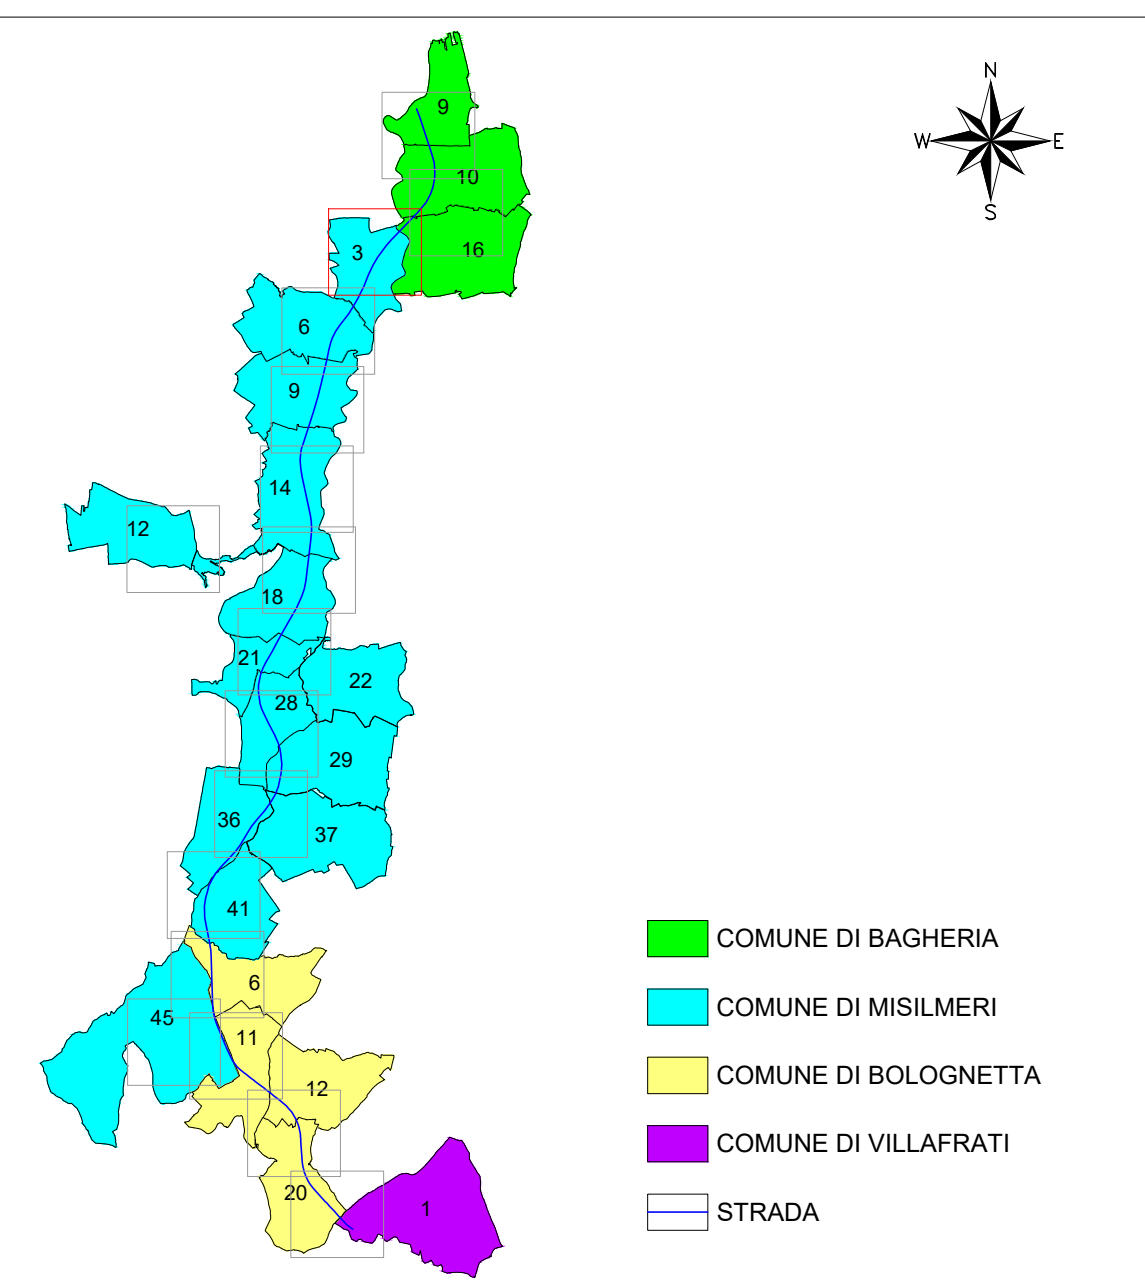 N
9
W
E
10
S
16
3
6
9
14
12
18
21
22
28
29
36
37
41
COMUNE DI BAGHERIA
6
COMUNE DI MISILMERI
45
11
COMUNE DI BOLOGNETTA
12
COMUNE DI VILLAFRATI
20
1
STRADA